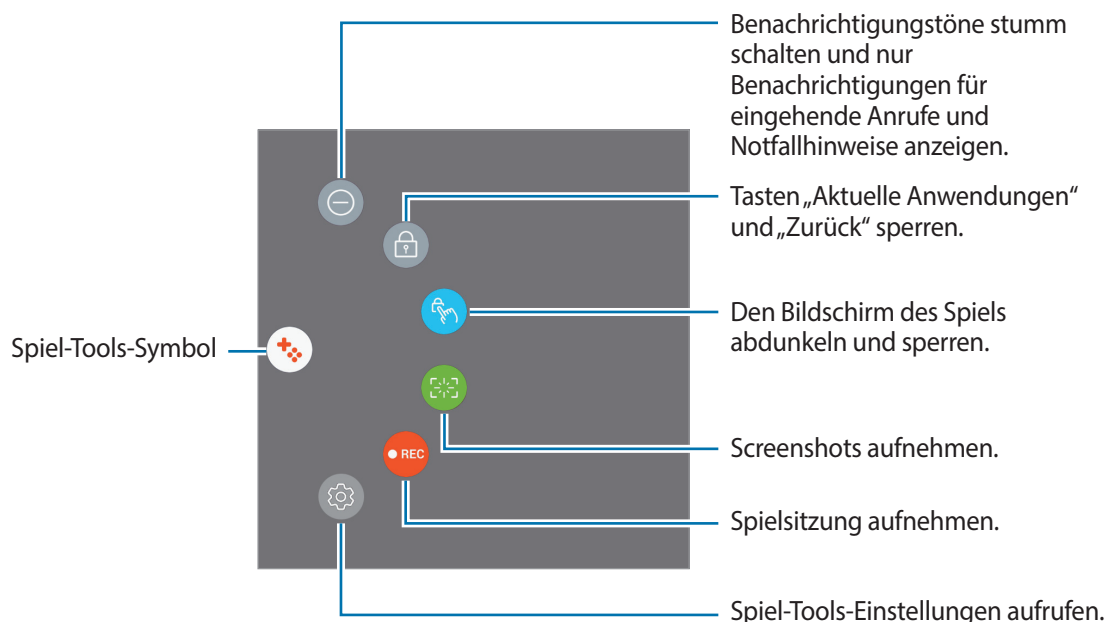 Benachrichtigungstöne stumm
schalten und nur
Benachrichtigungen für
eingehende Anrufe und
Notfallhinweise anzeigen.
Tasten „Aktuelle Anwendungen“
und „Zurück“ sperren.
Den Bildschirm des Spiels
abdunkeln und sperren.
Spiel-Tools-Symbol
Screenshots aufnehmen.
REC
Spielsitzung aufnehmen.
Spiel-Tools-Einstellungen aufrufen.